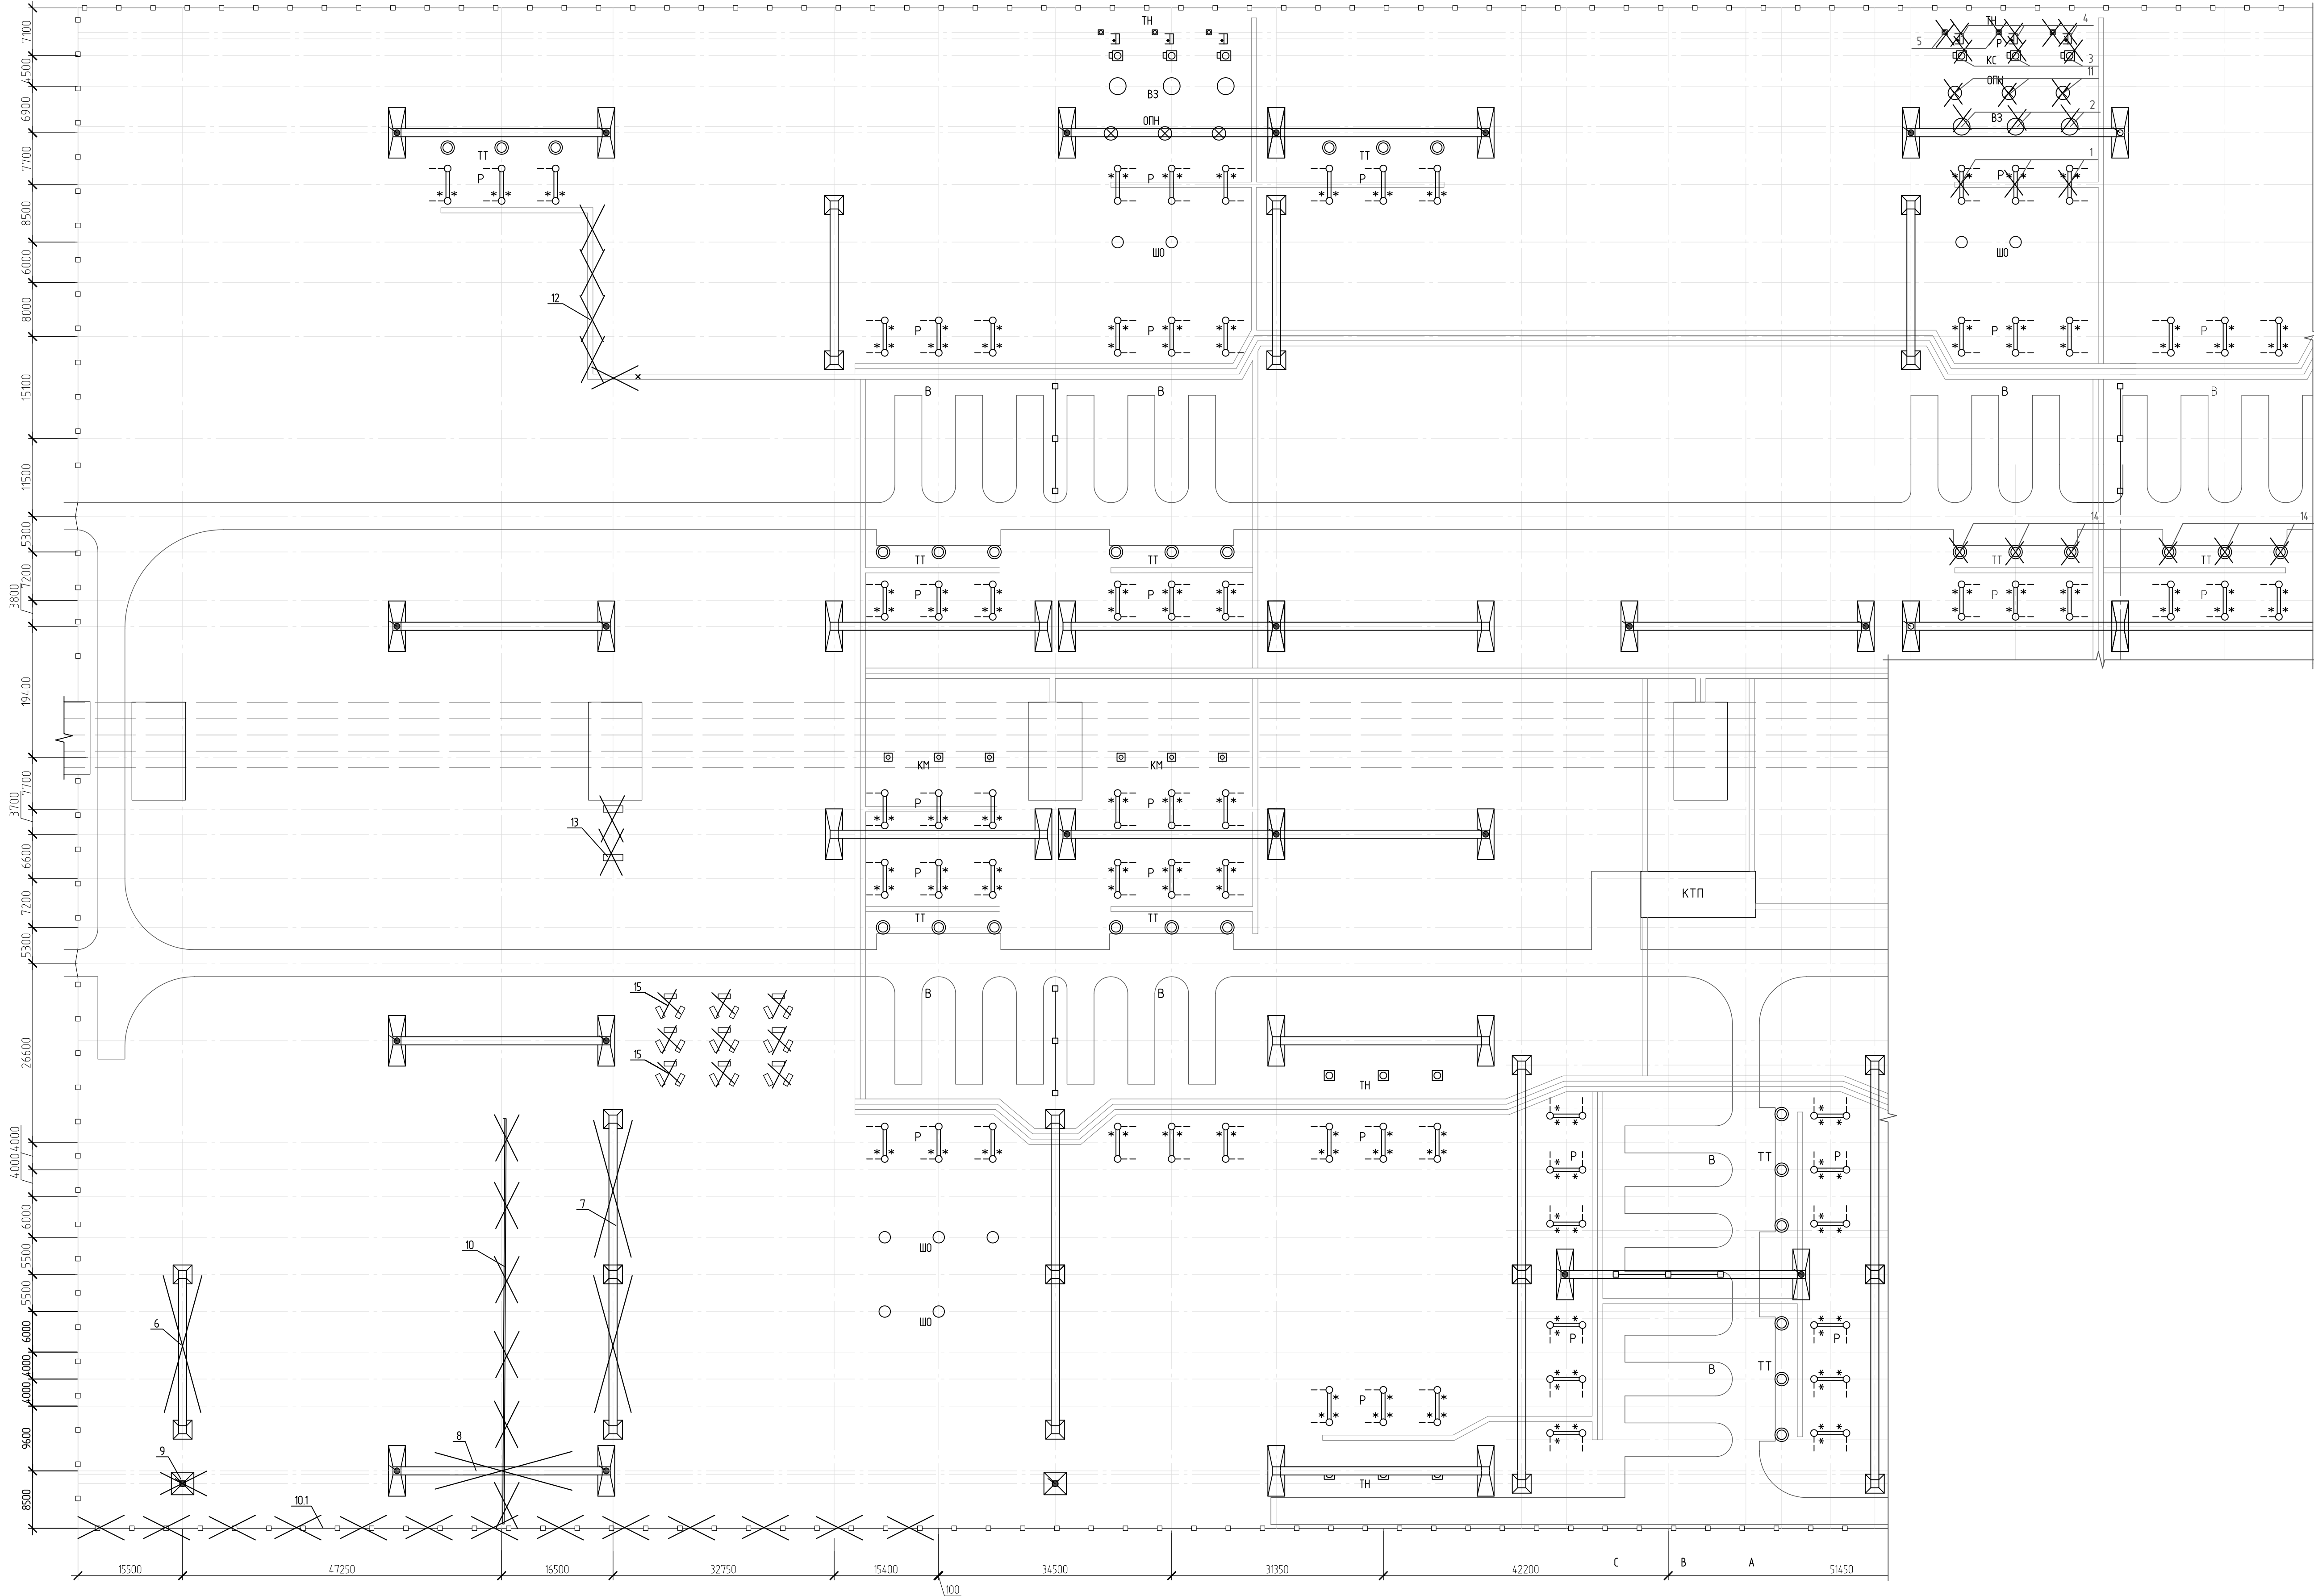 7100
4500
6900
7700
8500
6000
8000
15100
11500
5300
7200
3800
19400
7700
3700
6600
7200
5300
26600
4000
4000
6000
5500
5500
6000
4000
4000
9600
8500
ТН
ТН
4
5
Р
КС
3
11
ОПН
ВЗ
2
ВЗ
ОПН
ТТ
ТТ
1
Р
Р
Р
Р
ШО
ШО
12
Р
Р
Р
Р
В
В
В
В
14
14
ТТ
ТТ
ТТ
ТТ
Р
Р
Р
Р
КМ
КМ
Р
Р
13
Р
Р
КТП
ТТ
ТТ
15
В
В
15
ТН
Р
Р
Р
В
ТТ
Р
7
10
ШО
ШО
6
Р
В
ТТ
Р
Р
8
9
ТН
10.1
С
В
А
15500
47250
16500
32750
15400
100
34500
31350
42200
51450